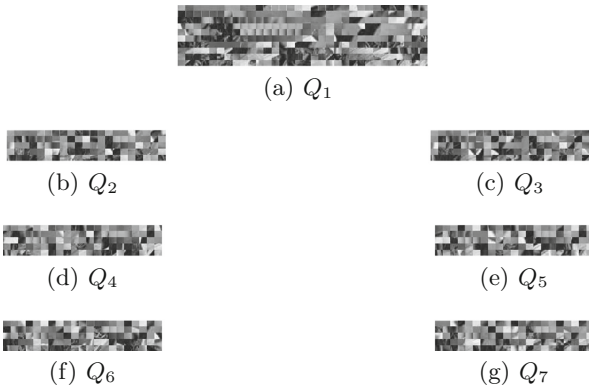 (a) Q₁
(b) Q₂
(c) Q₃
(d) Q₄
(e) Q₅
(f) Q₆
(g) Q₇